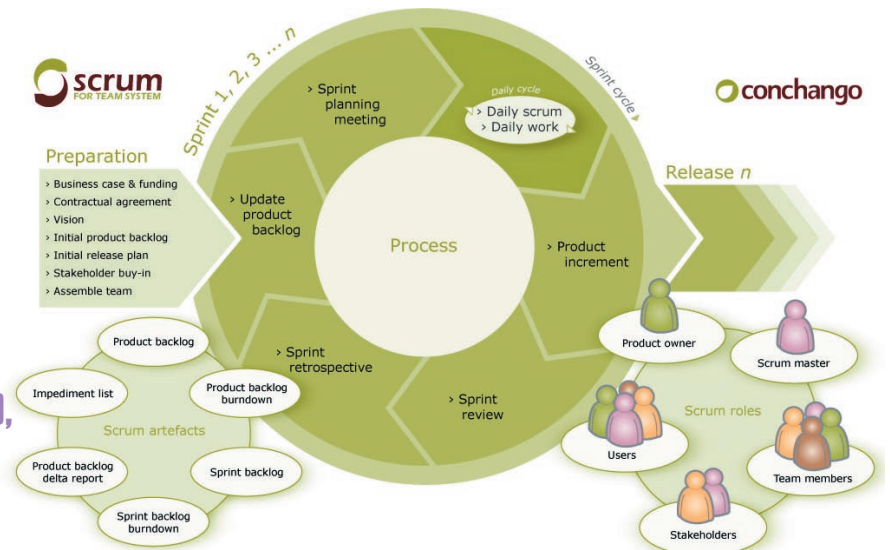 scrum
FOR TEAM SYSTEM
conchango
Sprint 1, 2, 3 ... n
Sprint cycle
Preparation
› Business case & funding
› Contractual agreement
› Vision
› Initial product backlog
› Initial release plan
› Stakeholder buy-in
› Assemble team
› Sprint
planning
meeting
Daily cycle
› Daily scrum
› Daily work
› Update
product
backlog
Process
› Product
increment
› Sprint
retrospective
› Sprint
review
Release n
Product backlog
Impediment list
Product backlog
burndown
Scrum artefacts
Product backlog
delta report
Sprint backlog
Sprint backlog
burndown
Product owner
Scrum master
Scrum roles
Users
Team members
Stakeholders